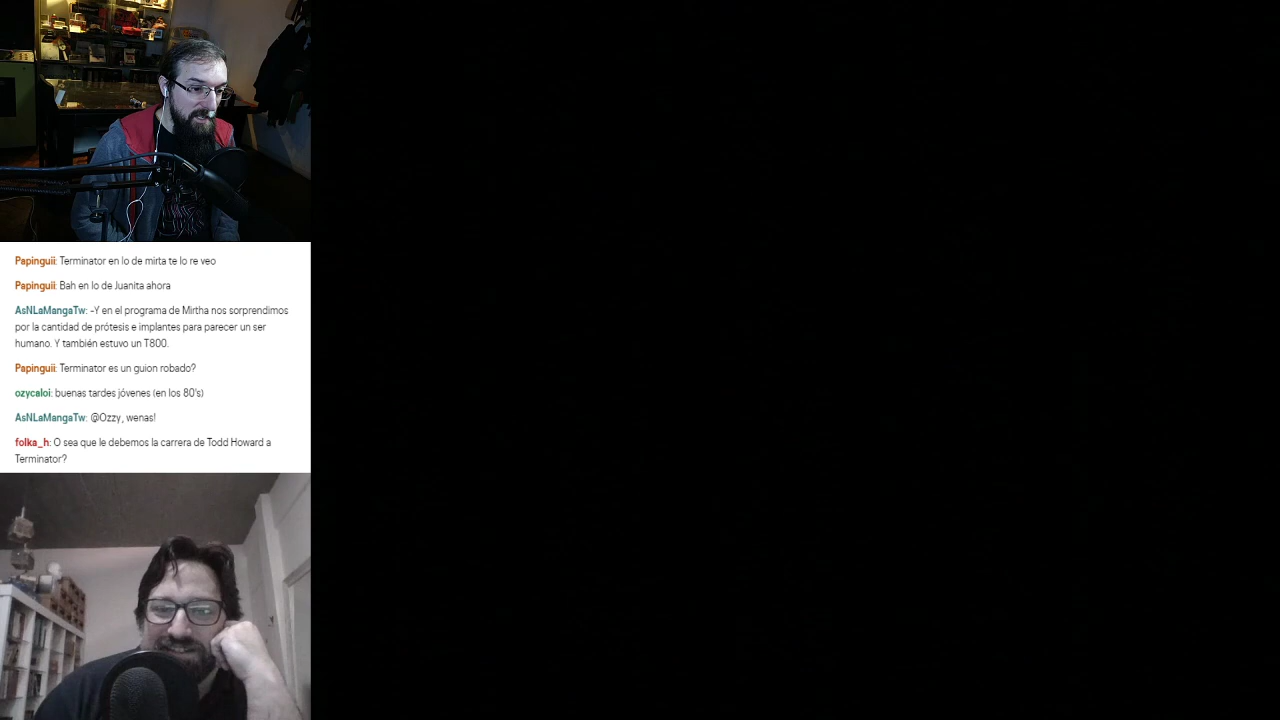 Papinguii: Terminator en lo de mirta te lo re veo
Papinguii: Bah en lo de Juanita ahora
AsNLaMangaTw: -Y en el programa de Mirtha nos sorprendimos
por la cantidad de prótesis e implantes para parecer un ser
humano. Y también estuvo un T800.
Papinguii: Terminator es un guion robado?
ozycaloi: buenas tardes jóvenes (en los 80's)
AsNLaMangaTw: @Ozzy, wenas!
folka_h: O sea que le debemos la carrera de Todd Howard a
Terminator?